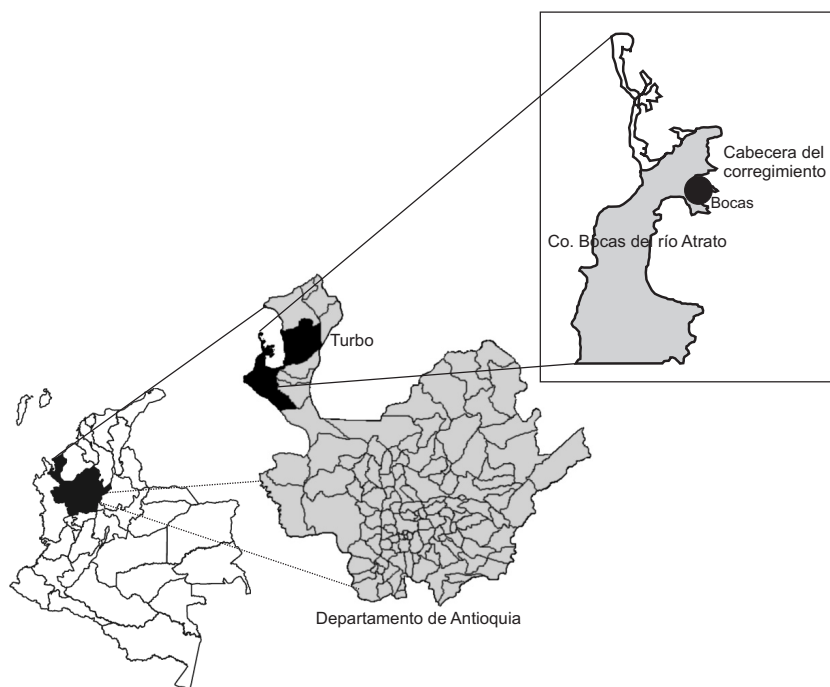 Cabecera del
corregimiento
Bocas
Co. Bocas del río Atrato
Turbo
Departamento de Antioquia